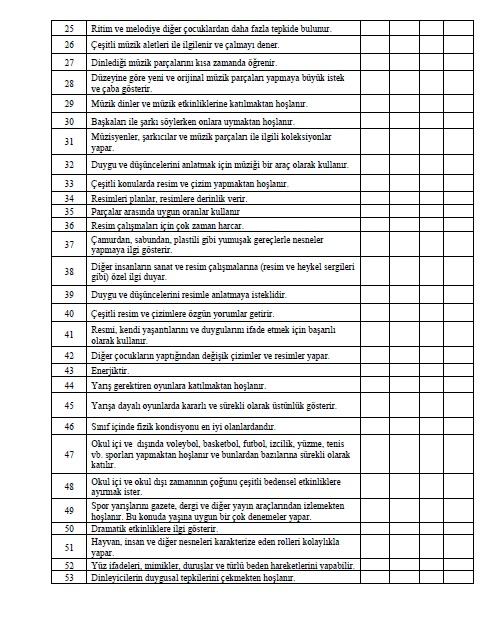 25 Ritim ve melodiye diğer çocuklardan daha fazla tepkide bulunur.
26 Çeşitli müzik aletleri ile ilgilenir ve çalmayı dener.
27 Dinlediği müzik parçalarını kısa zamanda öğrenir.
28 Düzeyine göre yeni ve orijinal müzik parçaları yapmaya büyük istek
ve çaba gösterir.
29 Müzik dinler ve müzik etkinliklerine katılmaktan hoşlanır.
30 Başkaları ile şarkı söylerken onlara uymaktan hoşlanır.
31 Müzisyenler, şarkıcılar ve müzik parçaları ile ilgili koleksiyonlar
yapar.
32 Duygu ve düşüncelerini anlatmak için müziği bir araç olarak kullanır.
33 Çeşitli konularda resim ve çizim yapmaktan hoşlanır.
34 Resimleri planlar, resimlere derinlik verir.
35 Parçalar arasında uygun oranlar kullanır
36 Resim çalışmaları için çok zaman harcar.
37 Çamurdan, sabundan, plastili gibi yumuşak gereçlerle nesneler
yapmaya ilgi gösterir.
38 Diğer insanların sanat ve resim çalışmalarına (resim ve heykel sergileri
gibi) özel ilgi duyar.
39 Duygu ve düşüncelerini resimle anlatmaya isteklidir.
40 Çeşitli resim ve çizimlere özgün yorumlar getirir.
41 Resmi, kendi yaşantılarını ve duygularını ifade etmek için başarılı
olarak kullanır.
42 Diğer çocukların yaptığından değişik çizimler ve resimler yapar.
43 Enerjiktir.
44 Yarış gerektiren oyunlara katılmaktan hoşlanır.
45 Yarışa dayalı oyunlarda kararlı ve sürekli olarak üstünlük gösterir.
46 Sınıf içinde fizik kondisyonu en iyi olanlardandır.
47 Okul içi ve dışında voleybol, basketbol, futbol, izcilik, yüzme, tenis
vb. sporları yapmaktan hoşlanır ve bunlardan bazılarına sürekli olarak
katılır.
48 Okul içi ve okul dışı zamanının çoğunu çeşitli bedensel etkinliklere
ayırmak ister.
49 Spor yarışlarını gazete, dergi ve diğer yayın araçlarından izlemekten
hoşlanır. Bu konuda yaşına uygun bir çok denemeler yapar.
50 Dramatik etkinliklere ilgi gösterir.
51 Hayvan, insan ve diğer nesneleri karakterize eden rolleri kolaylıkla
yapar.
52 Yüz ifadeleri, mimikler, duruşlar ve türlü beden hareketlerini yapabilir.
53 Dinleyicilerin duygusal tepkilerini çekmekten hoşlanır.